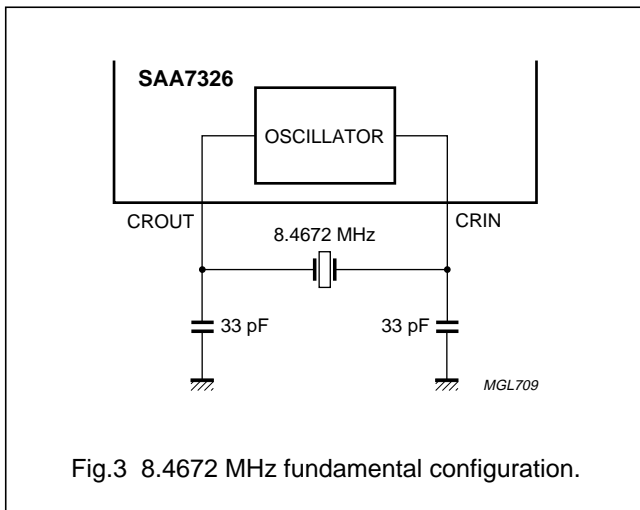 SAA7326
OSCILLATOR
CROUT
CRIN
8.4672 MHz
33 pF
33 pF
MGL709
Fig.3 8.4672 MHz fundamental configuration.